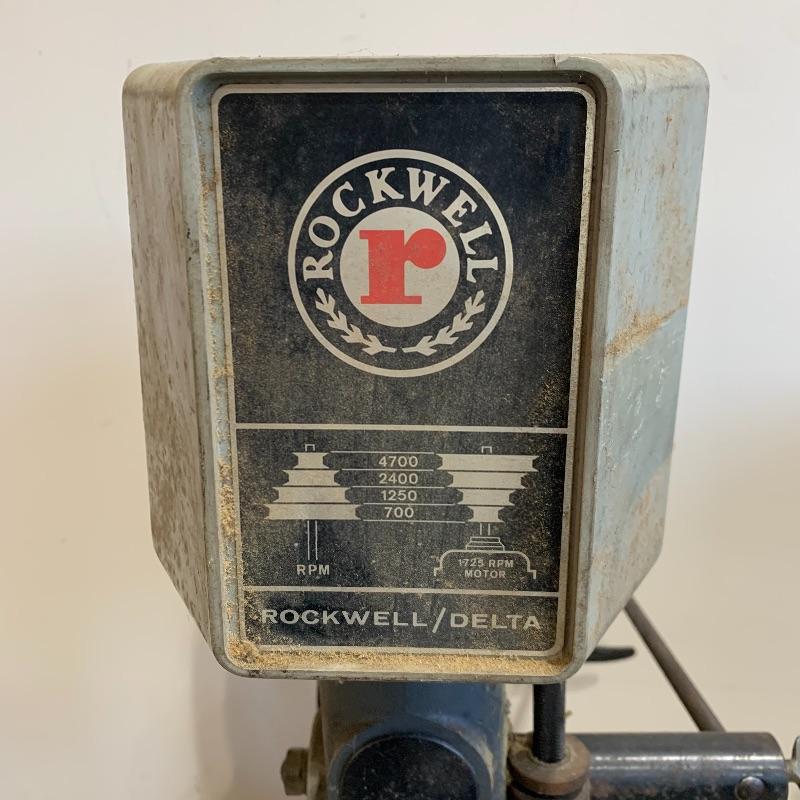 ROCKWELL
r
4700
2400
1250
700
RPM
1725 RPM
MOTOR
ROCKWELL/DELTA